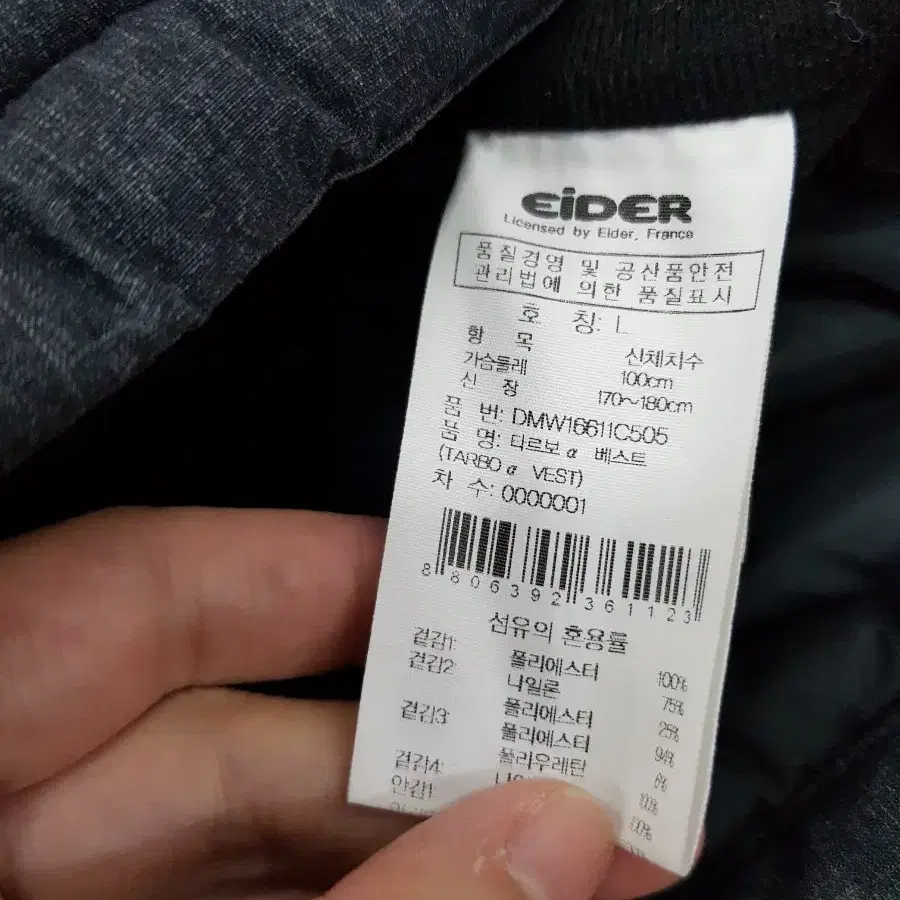 EiDER
Licensed by Eider, France
품질경영 및 공산품안전
관리법에 의한 품질표시
호 칭: L
항 목 신체치수
가슴둘레 100cm
신 장 170~180cm
품 번: DMW16611C505
품 명: 타르보 α 베스트
(TARBO α VEST)
차 수: 0000001
8 806392 361123
섬유의 혼용률
겉감1: 폴리에스터 100%
겉감2: 나일론 75%
폴리에스터 25%
겉감3: 폴리에스터 94%
폴리우레탄 6%
겉감4: 100%
안감1: 100%